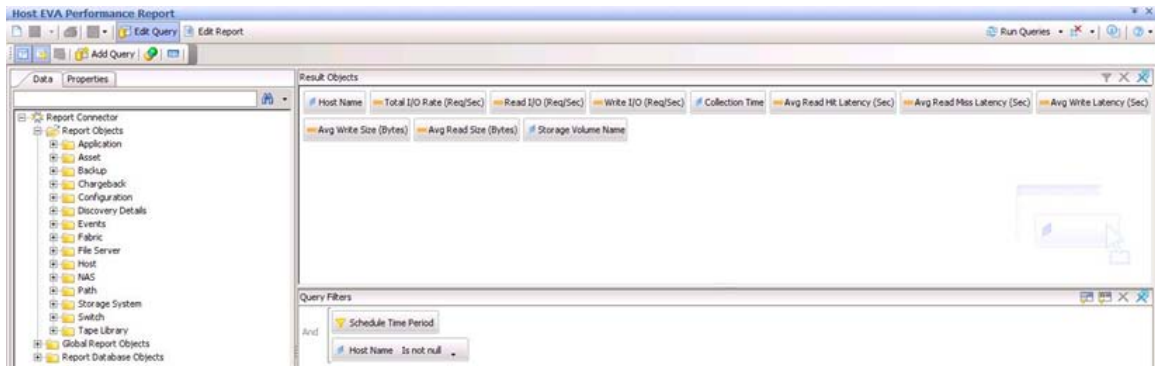 Host EVA Performance Report
Edit Query Edit Report Run Queries
Add Query
Data Properties
Result Objects
Host Name Total I/O Rate (Req/Sec) Read I/O (Req/Sec) Write I/O (Req/Sec) Collection Time Avg Read Hit Latency (Sec) Avg Read Miss Latency (Sec) Avg Write Latency (Sec)
Avg Write Size (Bytes) Avg Read Size (Bytes) Storage Volume Name
Report Connector
Report Objects
Application
Asset
Backup
Chargeback
Configuration
Discovery Details
Events
Fabric
File Server
Host
NAS
Path
Storage System
Switch
Tape Library
Global Report Objects
Report Database Objects
Query Filters
And
Schedule Time Period
Host Name Is not null